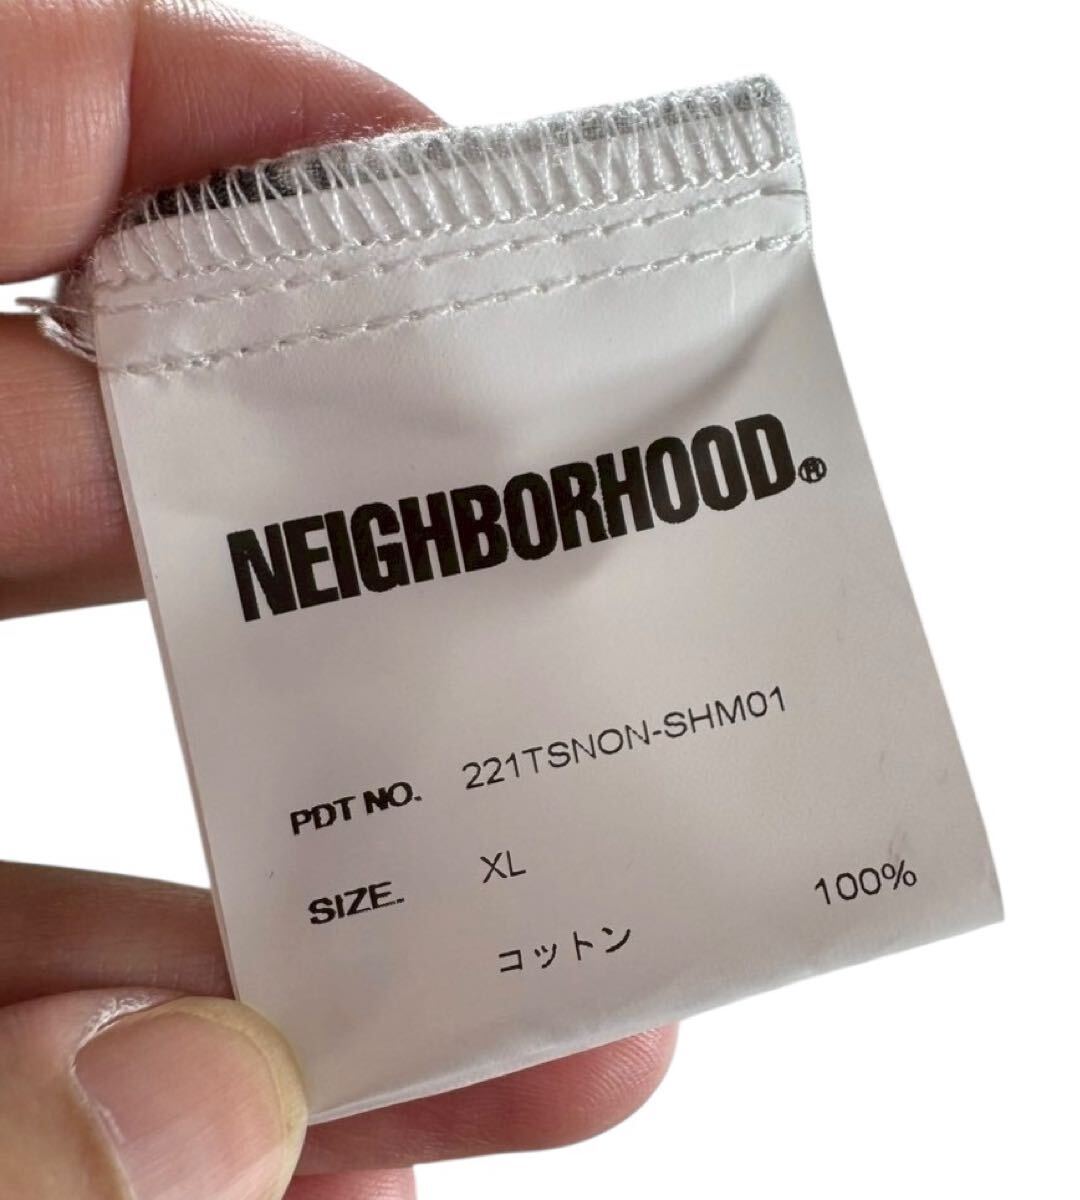 NEIGHBORHOOD®
PDT NO. 221TSNON-SHM01
SIZE. XL
コットン 100%